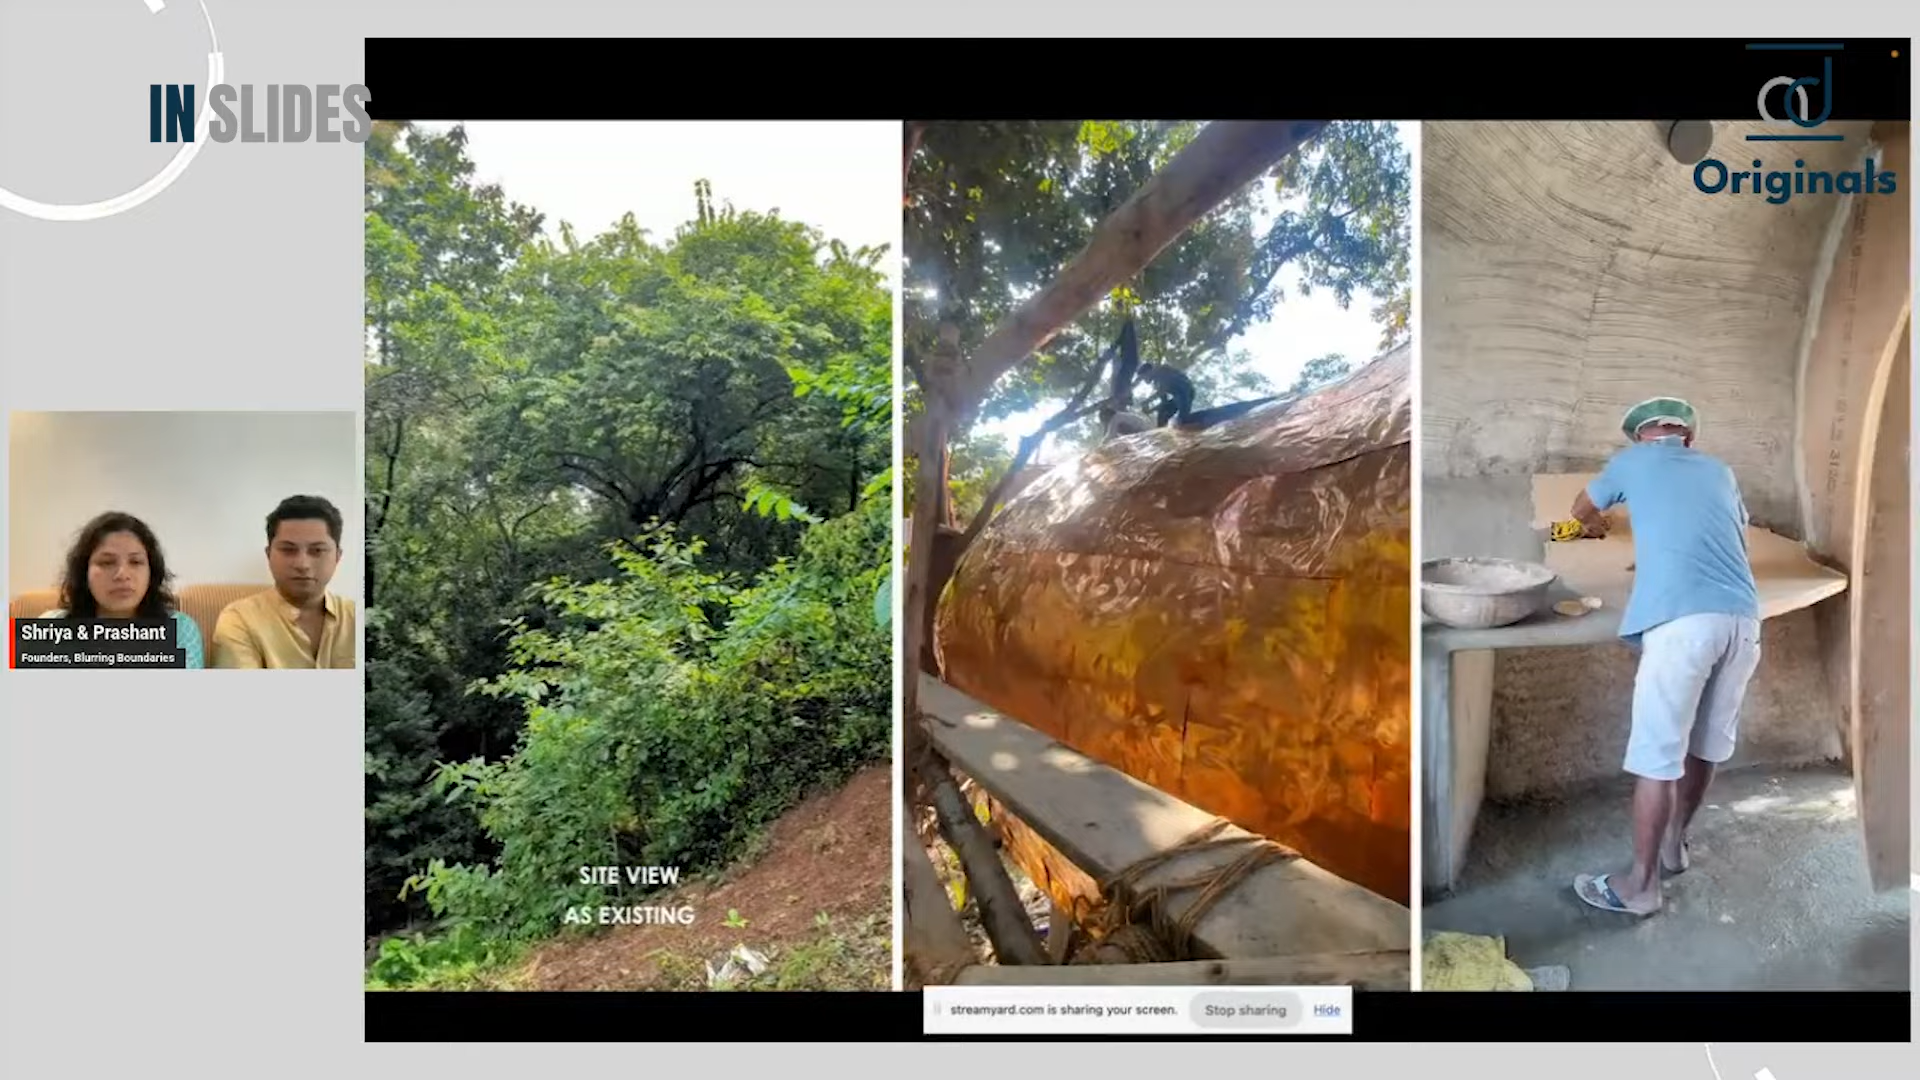 IN SLIDES
ad
Originals
Shriya & Prashant
Founders, Blurring Boundaries
SITE VIEW
AS EXISTING
streamyard.com is sharing your screen.
Stop sharing
Hide